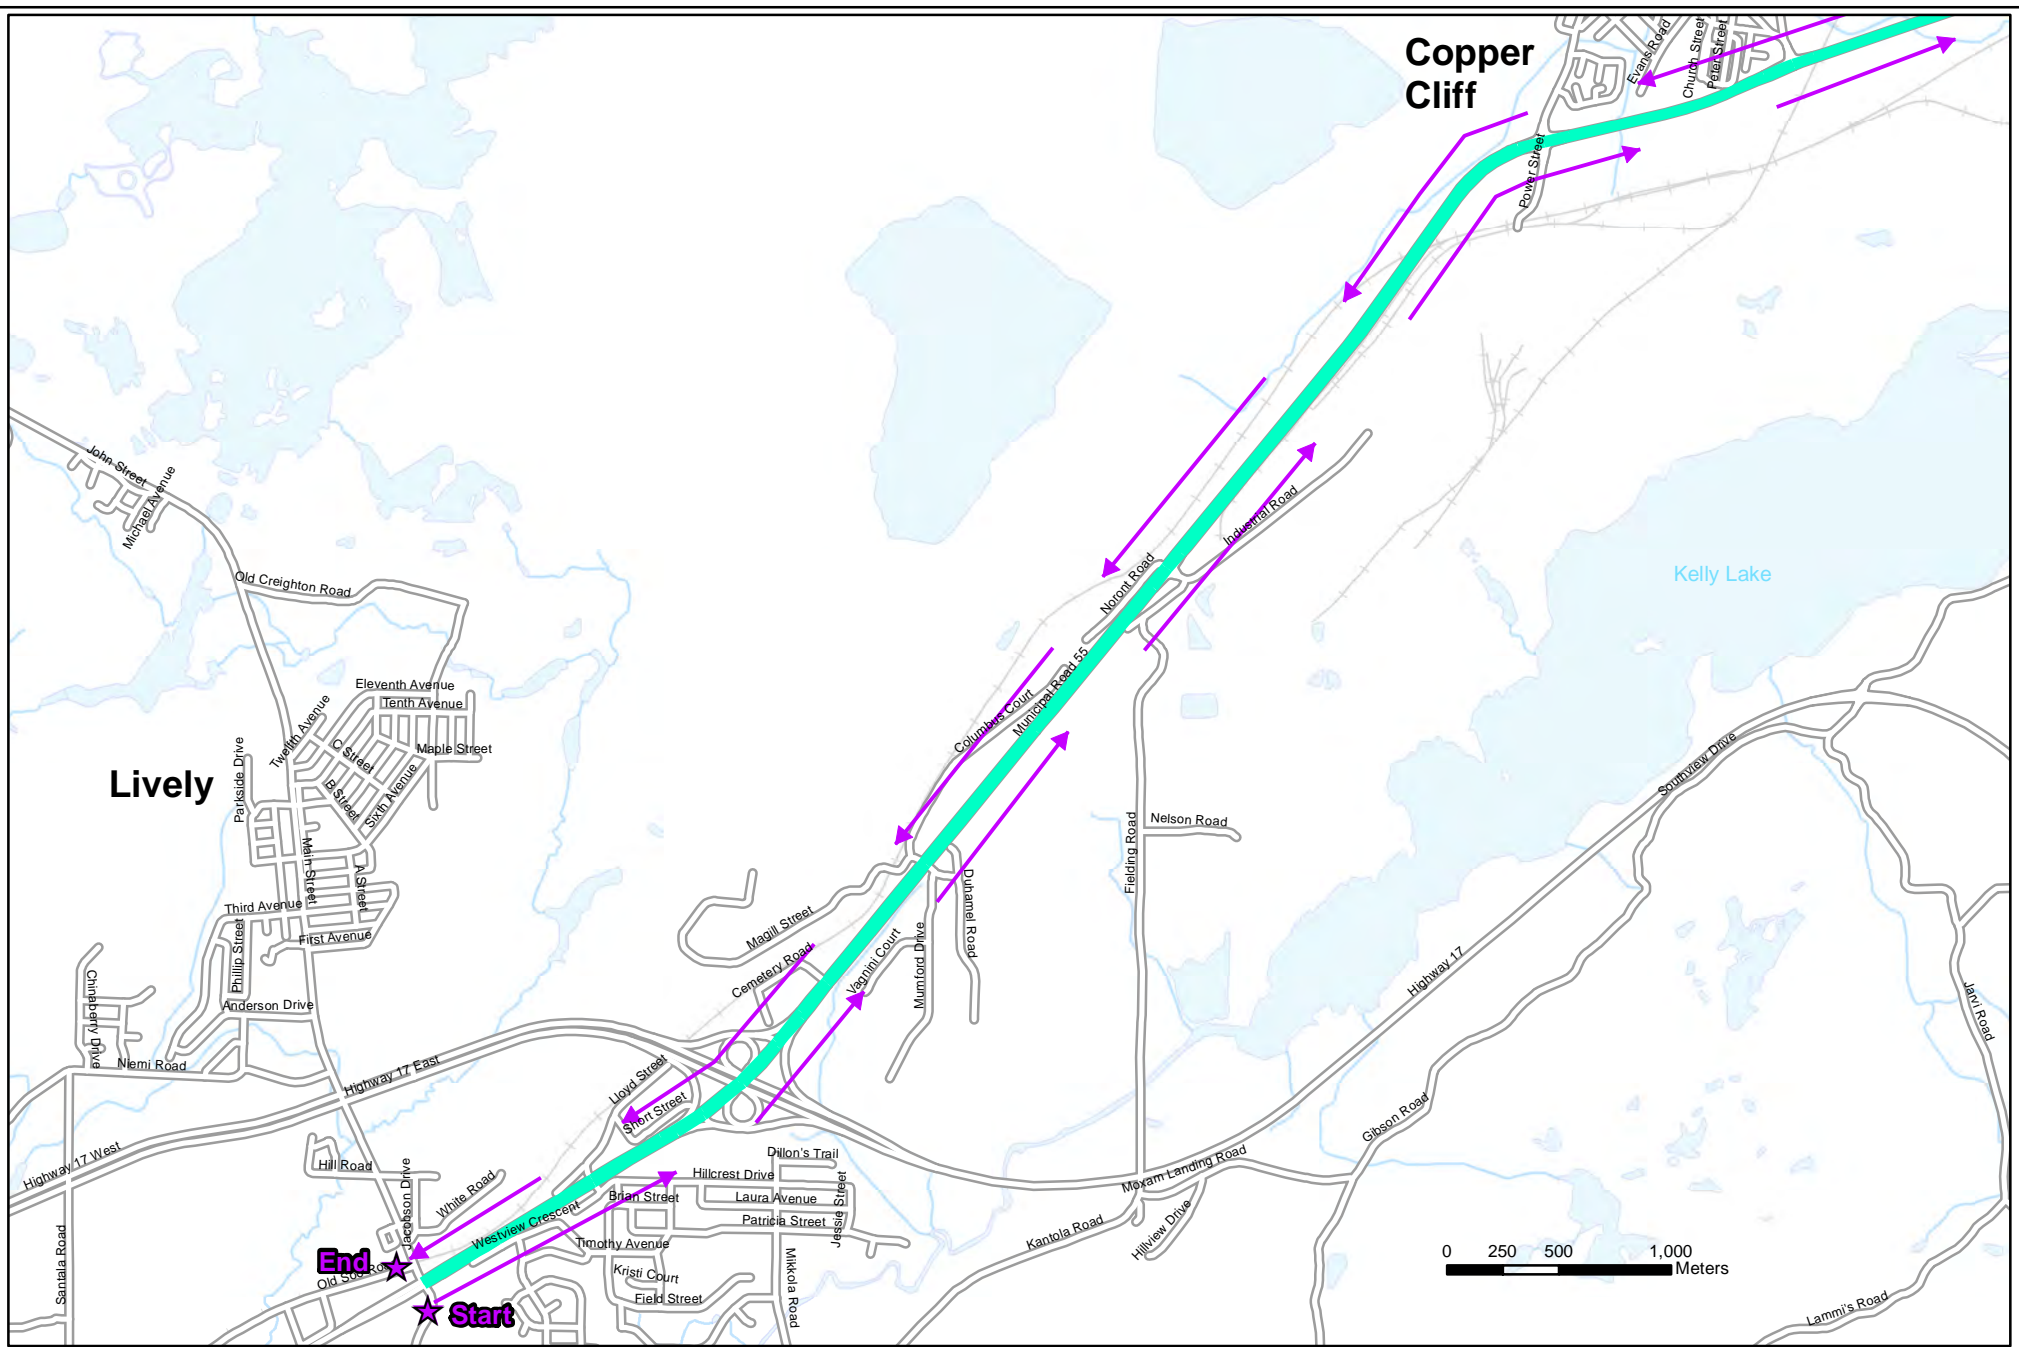 Copper
Cliff
Evans Road
Church Street
Peter Street
Power Street
John Street
Michael Avenue
Industrial Road
Noront Road
Kelly Lake
Old Creighton Road
Municipal Road 55
Columbus Court
Eleventh Avenue
Tenth Avenue
Twelfth Avenue
Maple Street
C Street
B Street
Sixth Avenue
Parkside Drive
Lively
Southview Drive
Nelson Road
Fielding Road
Main Street
A Street
Third Avenue
First Avenue
Phillip Street
Duhamel Road
Magill Street
Cemetery Road
Vagnini Court
Mumford Drive
Highway 17
Chinaberry Drive
Anderson Drive
Niemi Road
Jarvi Road
Highway 17 East
Lloyd Street
Short Street
Gibson Road
Highway 17 West
Hill Road
Jacobson Drive
White Road
Dillon's Trail
Hillcrest Drive
Brian Street
Laura Avenue
Jessie Street
Patricia Street
Westview Crescent
Timothy Avenue
Moxam Landing Road
Kantola Road
Hillview Drive
Santala Road
End
Old Soo Road
Start
Kristi Court
Field Street
Mikkola Road
0 250 500 1,000
Meters
Lammi's Road